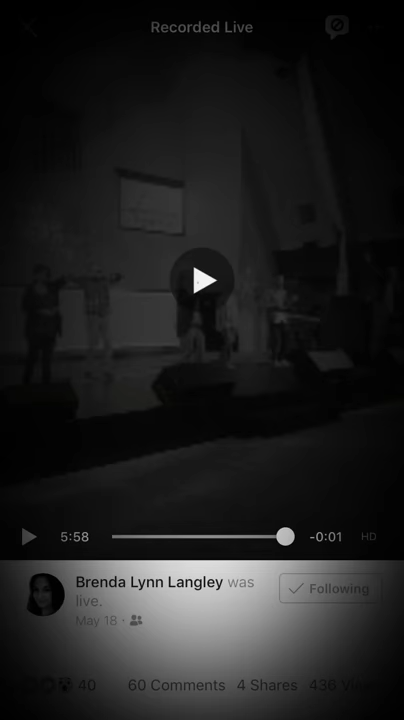 Recorded Live
5:58
-0:01
HD
Brenda Lynn Langley was
live.
Following
May 18 ·
40
60 Comments
4 Shares
436